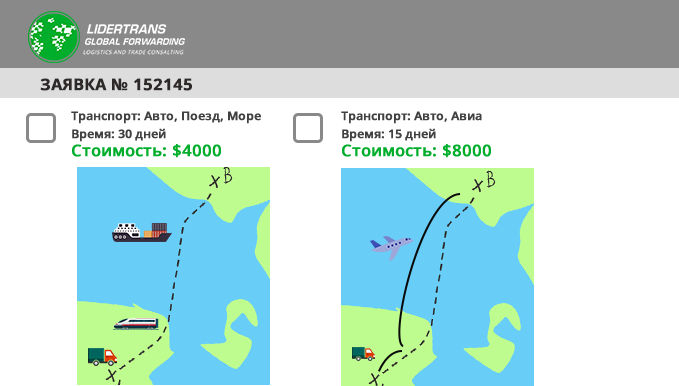 LIDERTRANS
GLOBAL FORWARDING
LOGISTICS AND TRADE CONSALTING
ЗАЯВКА № 152145
Транспорт: Авто, Поезд, Море
Время: 30 дней
Стоимость: $4000
B
Транспорт: Авто, Авиа
Время: 15 дней
Стоимость: $8000
B